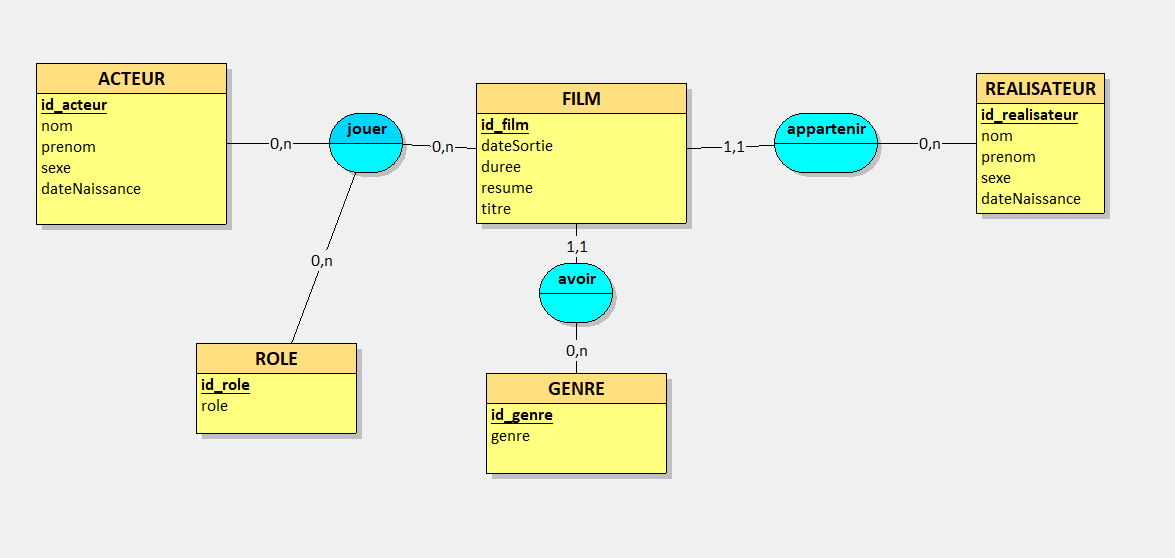 ACTEUR
id_acteur
nom
prenom
sexe
dateNaissance
0,n
jouer
0,n
FILM
id_film
dateSortie
duree
resume
titre
1,1
appartenir
0,n
REALISATEUR
id_realisateur
nom
prenom
sexe
dateNaissance
0,n
ROLE
id_role
role
1,1
avoir
0,n
GENRE
id_genre
genre